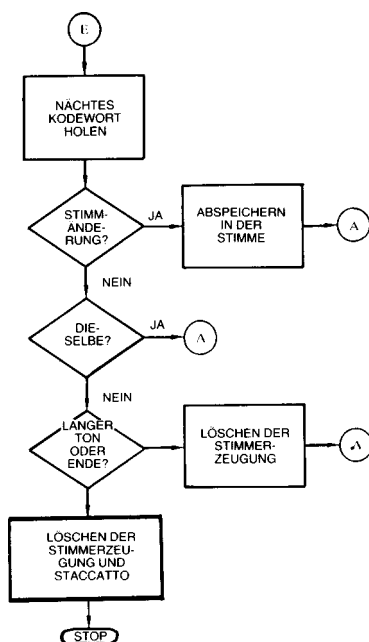 E
NÄCHTES
KODEWORT
HOLEN
STIMM-
ÄNDE-
RUNG?
JA
ABSPEICHERN
IN DER
STIMME
A
NEIN
DIE-
SELBE?
JA
A
NEIN
LANGER
TON
ODER
ENDE?
LÖSCHEN DER
STIMMER-
ZEUGUNG
A
LÖSCHEN DER
STIMMERZEU-
GUNG UND
STACCATTO
STOP